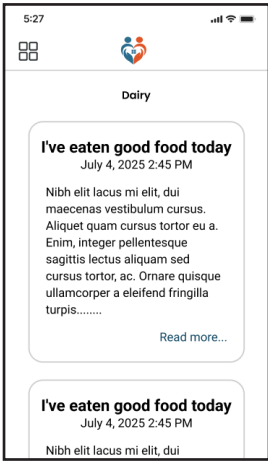 5:27
Dairy
I've eaten good food today
July 4, 2025 2:45 PM
Nibh elit lacus mi elit, dui
maecenas vestibulum cursus.
Aliquet quam cursus tortor eu a.
Enim, integer pellentesque
sagittis lectus aliquam sed
cursus tortor, ac. Ornare quisque
ullamcorper a eleifend fringilla
turpis........
Read more...
I've eaten good food today
July 4, 2025 2:45 PM
Nibh elit lacus mi elit, dui